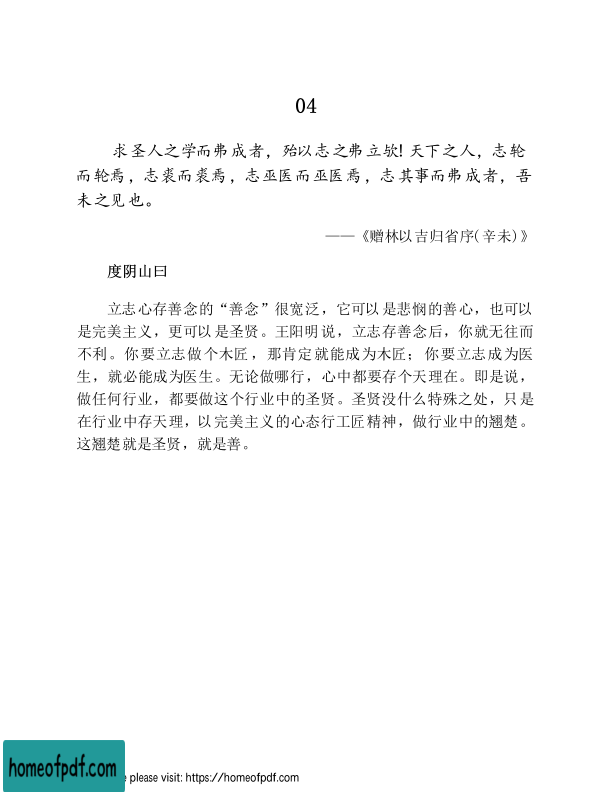 04
求圣人之学而弗成者，殆以志之弗立欤！天下之人，志轮
而轮焉，志裘而裘焉，志巫医而巫医焉，志其事而弗成者，吾
未之见也。
——《赠林以吉归省序(辛未)》
度阴山曰
立志心存善念的“善念”很宽泛，它可以是悲悯的善心，也可以
是完美主义，更可以是圣贤。王阳明说，立志存善念后，你就无往而
不利。你要立志做个木匠，那肯定就能成为木匠；你要立志成为医
生，就必能成为医生。无论做哪行，心中都要存个天理在。即是说，
做任何行业，都要做这个行业中的圣贤。圣贤没什么特殊之处，只是
在行业中存天理，以完美主义的心态行工匠精神，做行业中的翘楚。
这翘楚就是圣贤，就是善。
homeofpdf.com
e please visit: https://homeofpdf.com